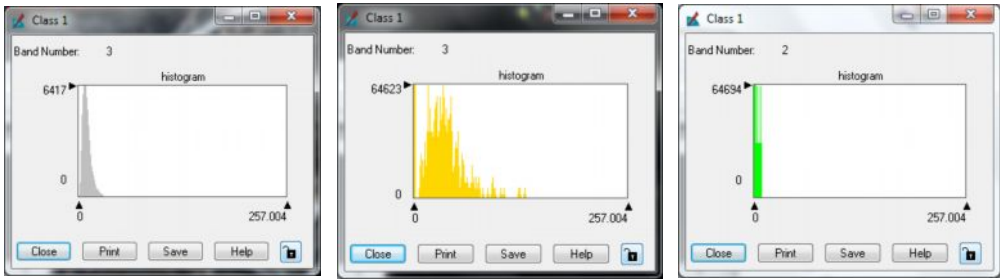 Class 1
Band Number: 3
histogram
6417
0
0 257.004
Close Print Save Help
Class 1
Band Number: 3
histogram
64623
0
0 257.004
Close Print Save Help
Class 1
Band Number: 2
histogram
64694
0
0 257.004
Close Print Save Help